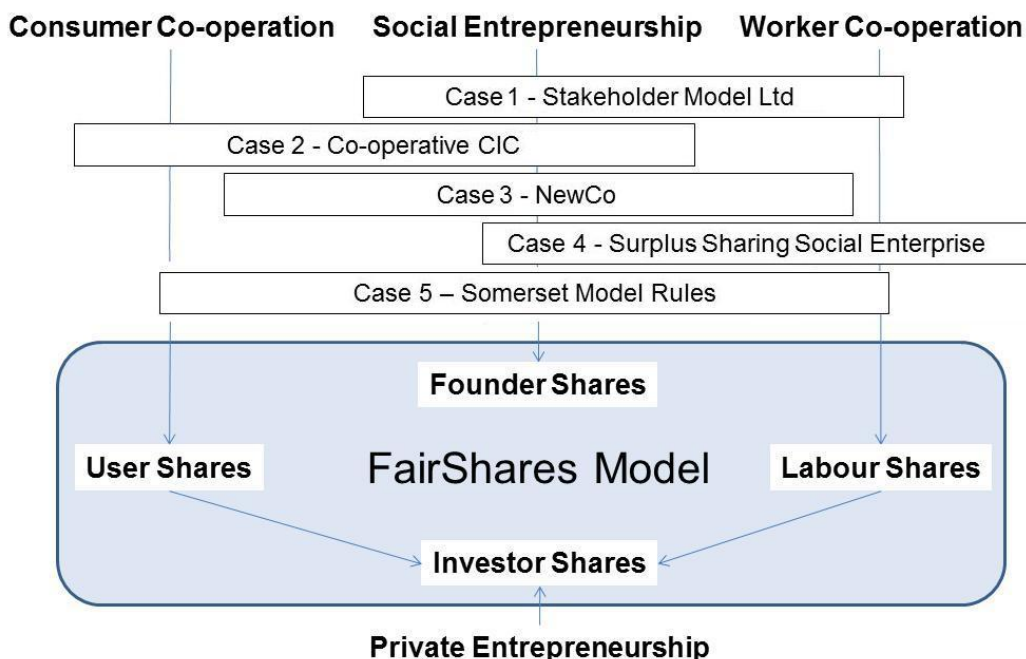 Consumer Co-operation
Social Entrepreneurship
Worker Co-operation
Case 1 - Stakeholder Model Ltd
Case 2 - Co-operative CIC
Case 3 - NewCo
Case 4 - Surplus Sharing Social Enterprise
Case 5 – Somerset Model Rules
Founder Shares
User Shares
FairShares Model
Labour Shares
Investor Shares
Private Entrepreneurship